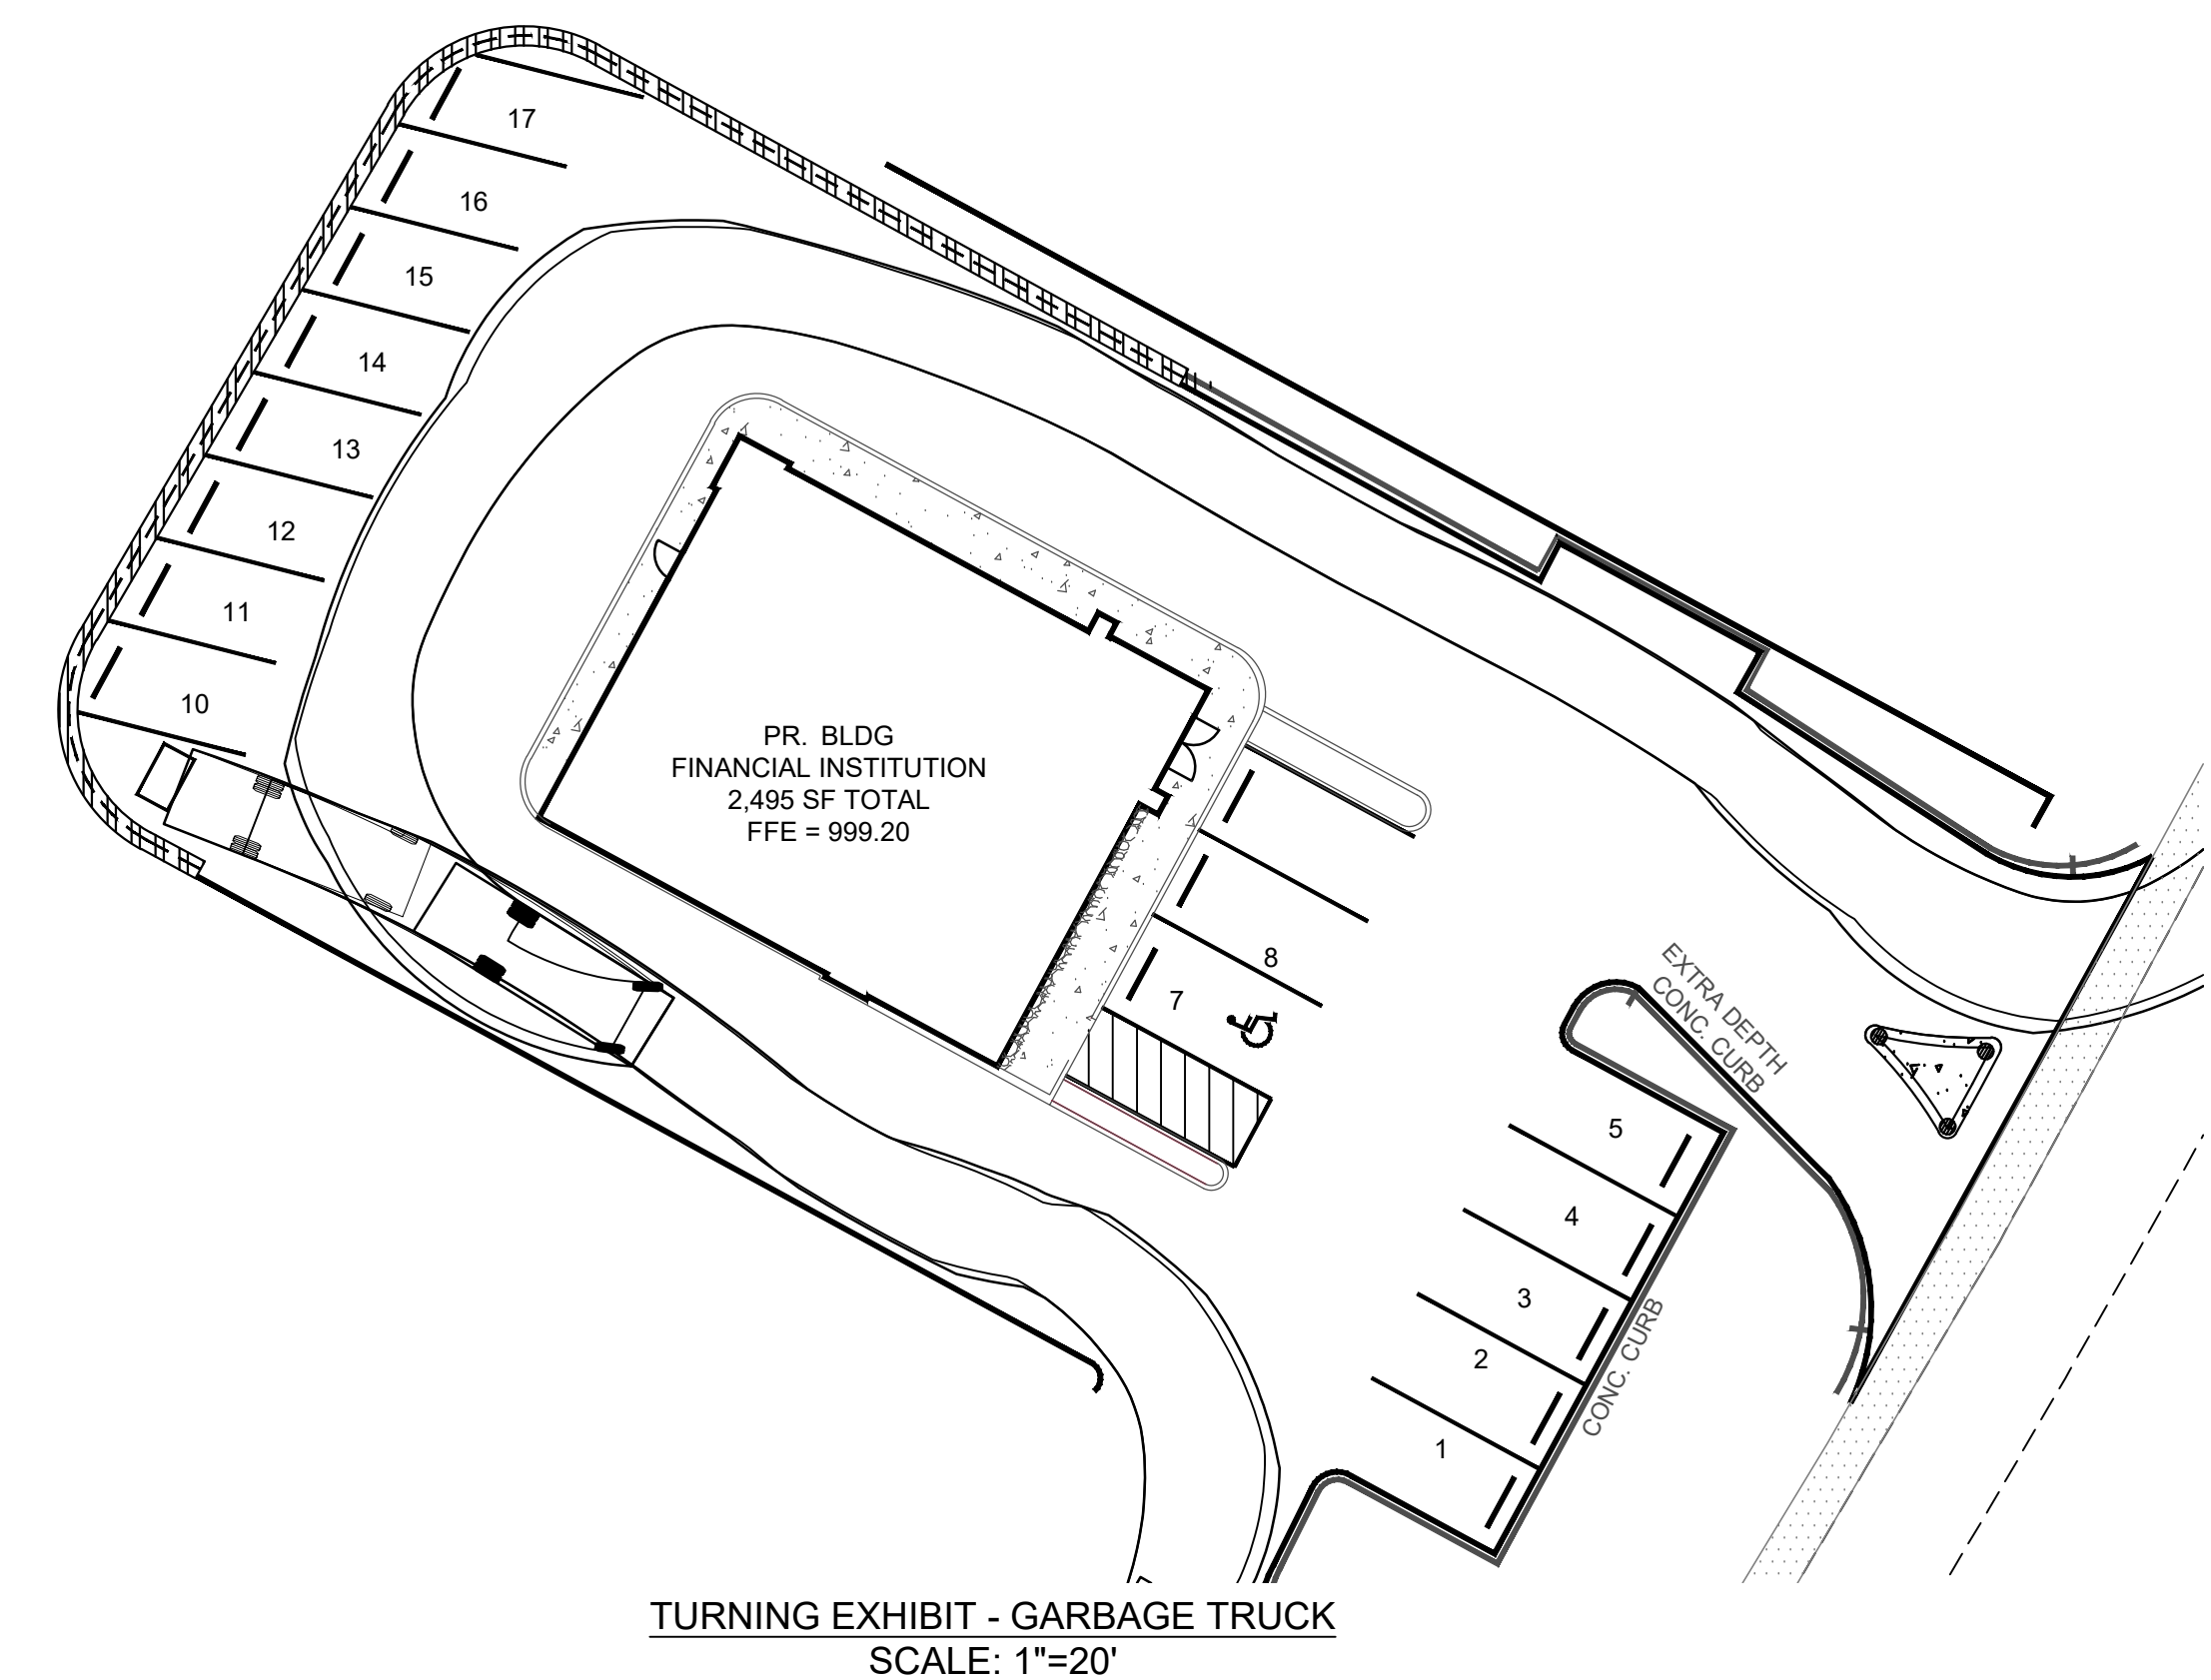 17
16
15
14
13
12
11
10
PR. BLDG
FINANCIAL INSTITUTION
2,495 SF TOTAL
FFE = 999.20
8
7
EXTRA DEPTH
CONC. CURB
5
4
3
2
1
CONC. CURB
TURNING EXHIBIT - GARBAGE TRUCK
SCALE: 1"=20'